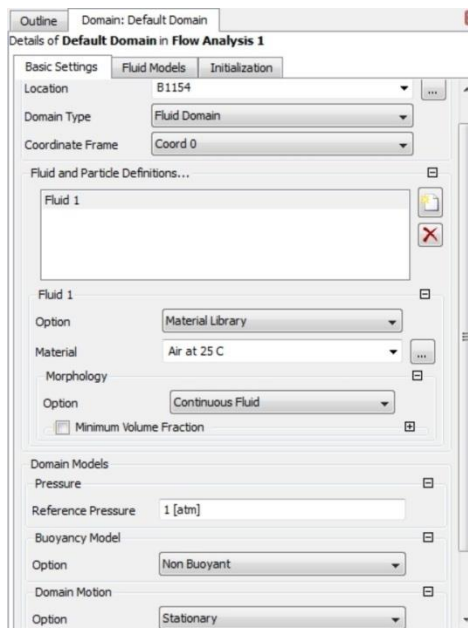 Outline
Domain: Default Domain
Details of Default Domain in Flow Analysis 1
Basic Settings
Fluid Models
Initialization
Location B1154 ...
Domain Type Fluid Domain
Coordinate Frame Coord 0
Fluid and Particle Definitions...
Fluid 1
Fluid 1
Option Material Library
Material Air at 25 C ...
Morphology
Option Continuous Fluid
Minimum Volume Fraction
Domain Models
Pressure
Reference Pressure 1 [atm]
Buoyancy Model
Option Non Buoyant
Domain Motion
Option Stationary